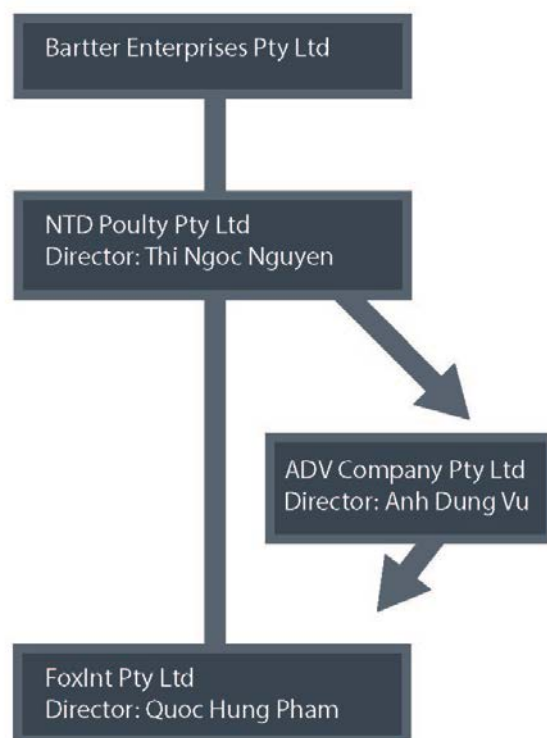 Bartter Enterprises Pty Ltd
NTD Poulty Pty Ltd
Director: Thi Ngoc Nguyen
ADV Company Pty Ltd
Director: Anh Dung Vu
FoxInt Pty Ltd
Director: Quoc Hung Pham